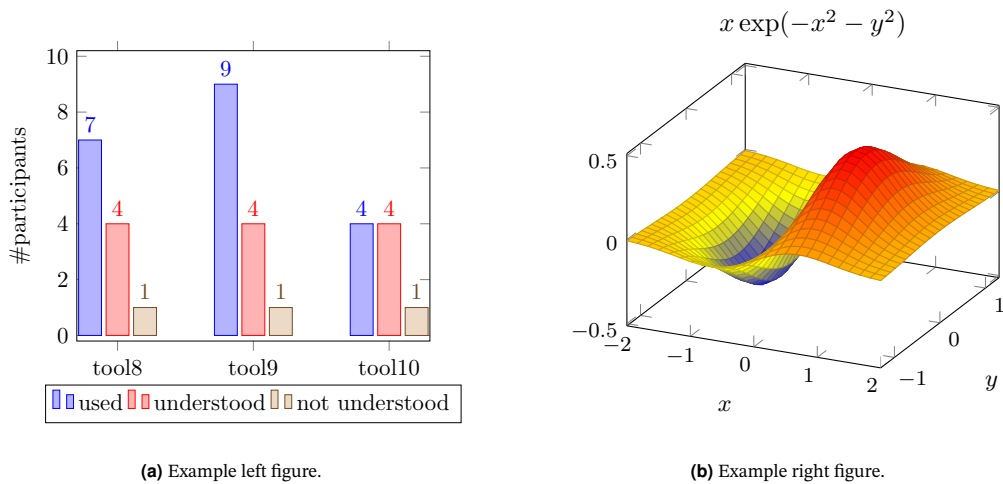 10
8
6
4
2
0
#participants
7
4
1
9
4
1
4
4
1
tool8 tool9 tool10
used understood not understood
(a) Example left figure.
x exp(−x² − y²)
0.5
0
−0.5
−2 −1 0 1 2
x
−1 0 1
y
(b) Example right figure.